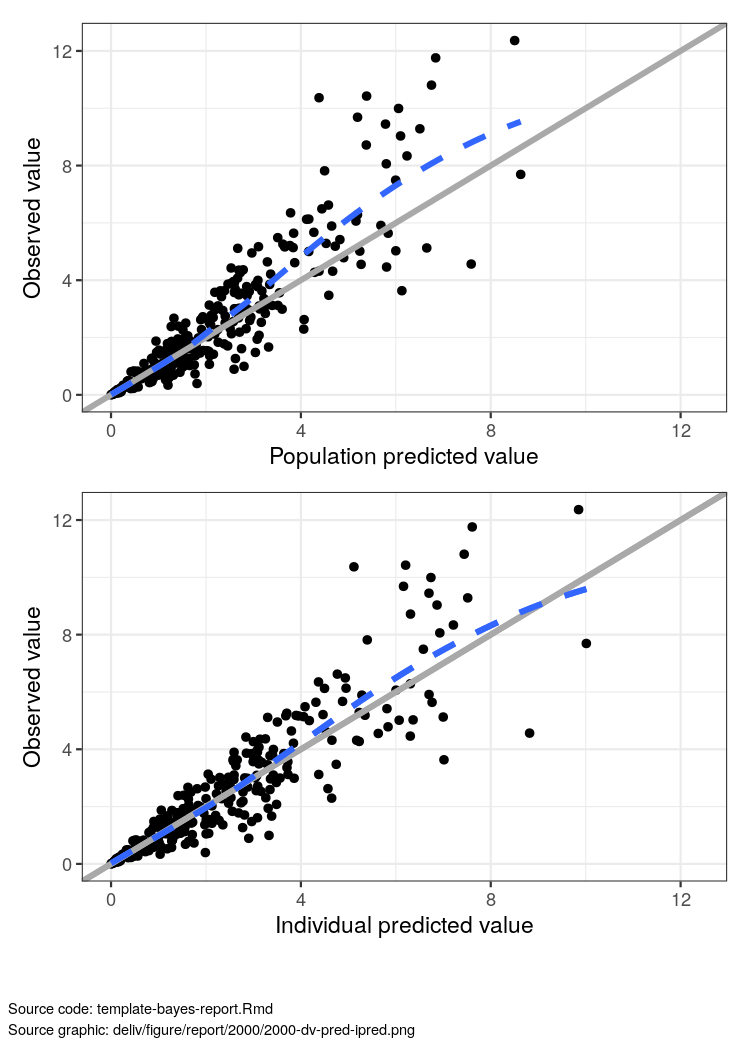 12
8
4
0
Observed value
0 4 8 12
Population predicted value
12
8
4
0
Observed value
0 4 8 12
Individual predicted value
Source code: template-bayes-report.Rmd
Source graphic: deliv/figure/report/2000/2000-dv-pred-ipred.png